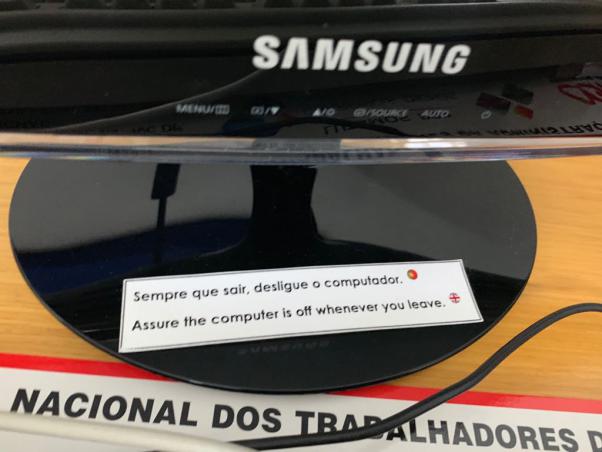 SAMSUNG
MENU/ /▼ ▲/ /SOURCE AUTO
Sempre que sair, desligue o computador.
Assure the computer is off whenever you leave.
SAMSUNG
NACIONAL DOS TRABALHADORES D